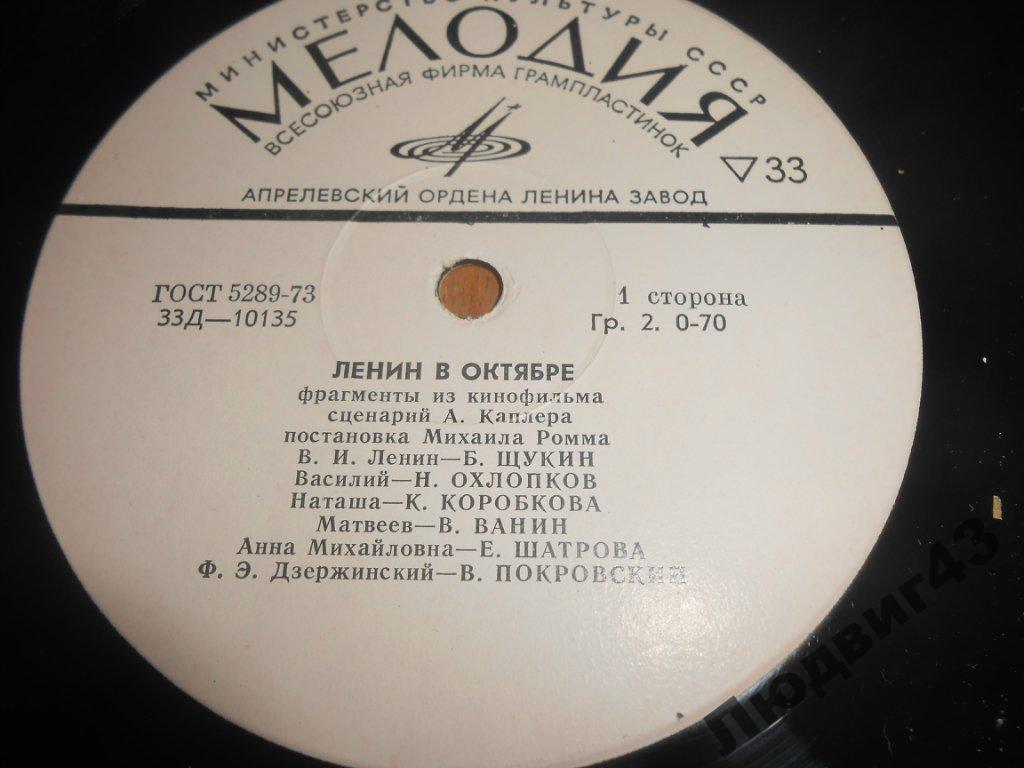 МИНИСТЕРСТВО КУЛЬТУРЫ СССР
МЕЛОДИЯ
ВСЕСОЮЗНАЯ ФИРМА ГРАМПЛАСТИНОК
33
АПРЕЛЕВСКИЙ ОРДЕНА ЛЕНИНА ЗАВОД
ГОСТ 5289-73
33Д—10135
1 сторона
Гр. 2. 0-70
ЛЕНИН В ОКТЯБРЕ
фрагменты из кинофильма
сценарий А. Каплера
постановка Михаила Ромма
В. И. Ленин—Б. ЩУКИН
Василий—Н. ОХЛОПКОВ
Наташа—К. КОРОБКОВА
Матвеев—В. ВАНИН
Анна Михайловна—Е. ШАТРОВА
Ф. Э. Дзержинский—В. ПОКРОВСКИЙ
Людвиг43